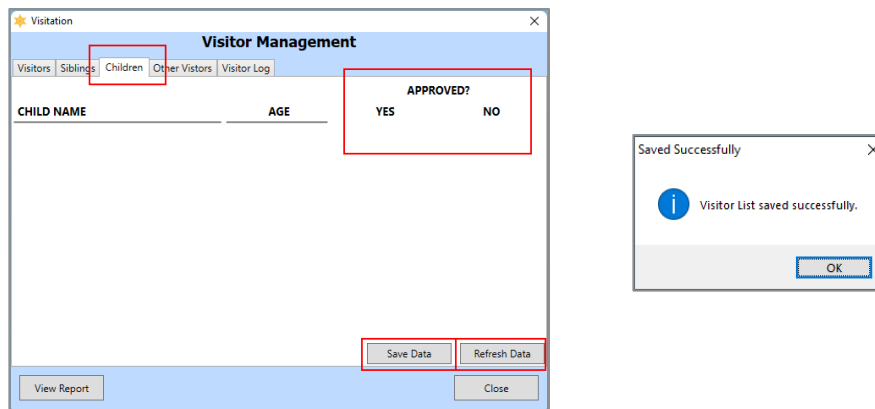 Visitation
Visitor Management
Visitors Siblings Children Other Vistors Visitor Log
APPROVED?
CHILD NAME AGE YES NO
Save Data Refresh Data
View Report Close
Saved Successfully
Visitor List saved successfully.
OK